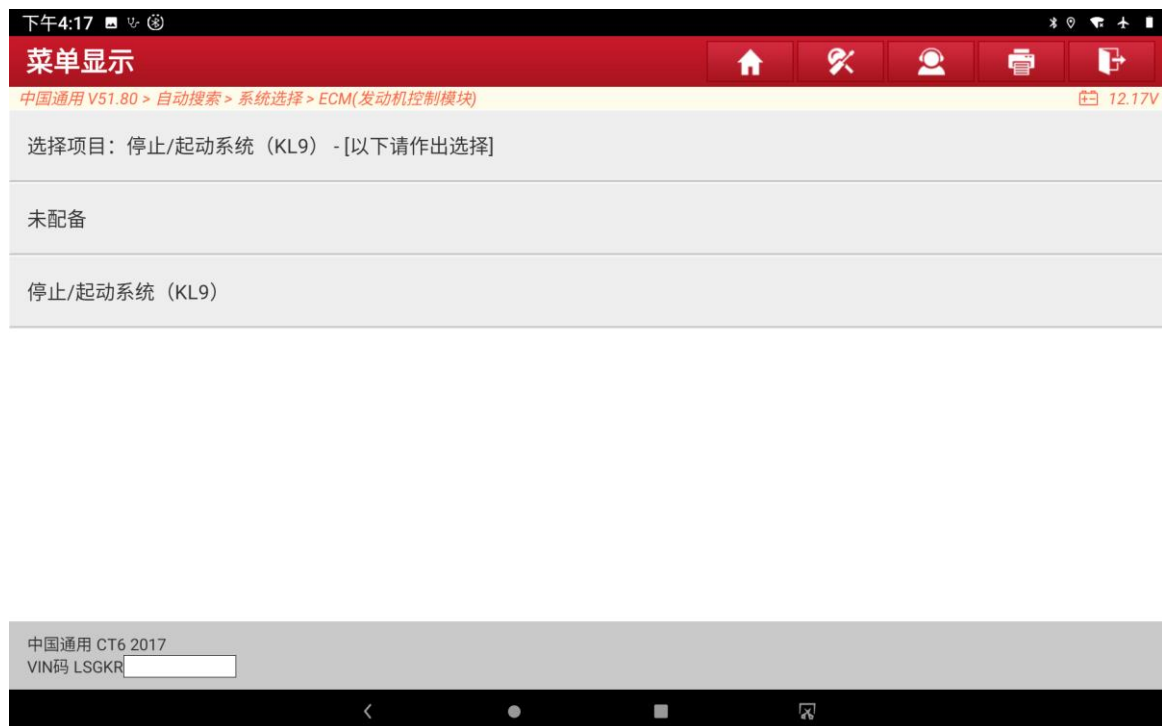 下午4:17
菜单显示
中国通用 V51.80 > 自动搜索 > 系统选择 > ECM(发动机控制模块)
12.17V
选择项目：停止/起动系统（KL9） - [以下请作出选择]
未配备
停止/起动系统（KL9）
中国通用 CT6 2017
VIN码 LSGKR